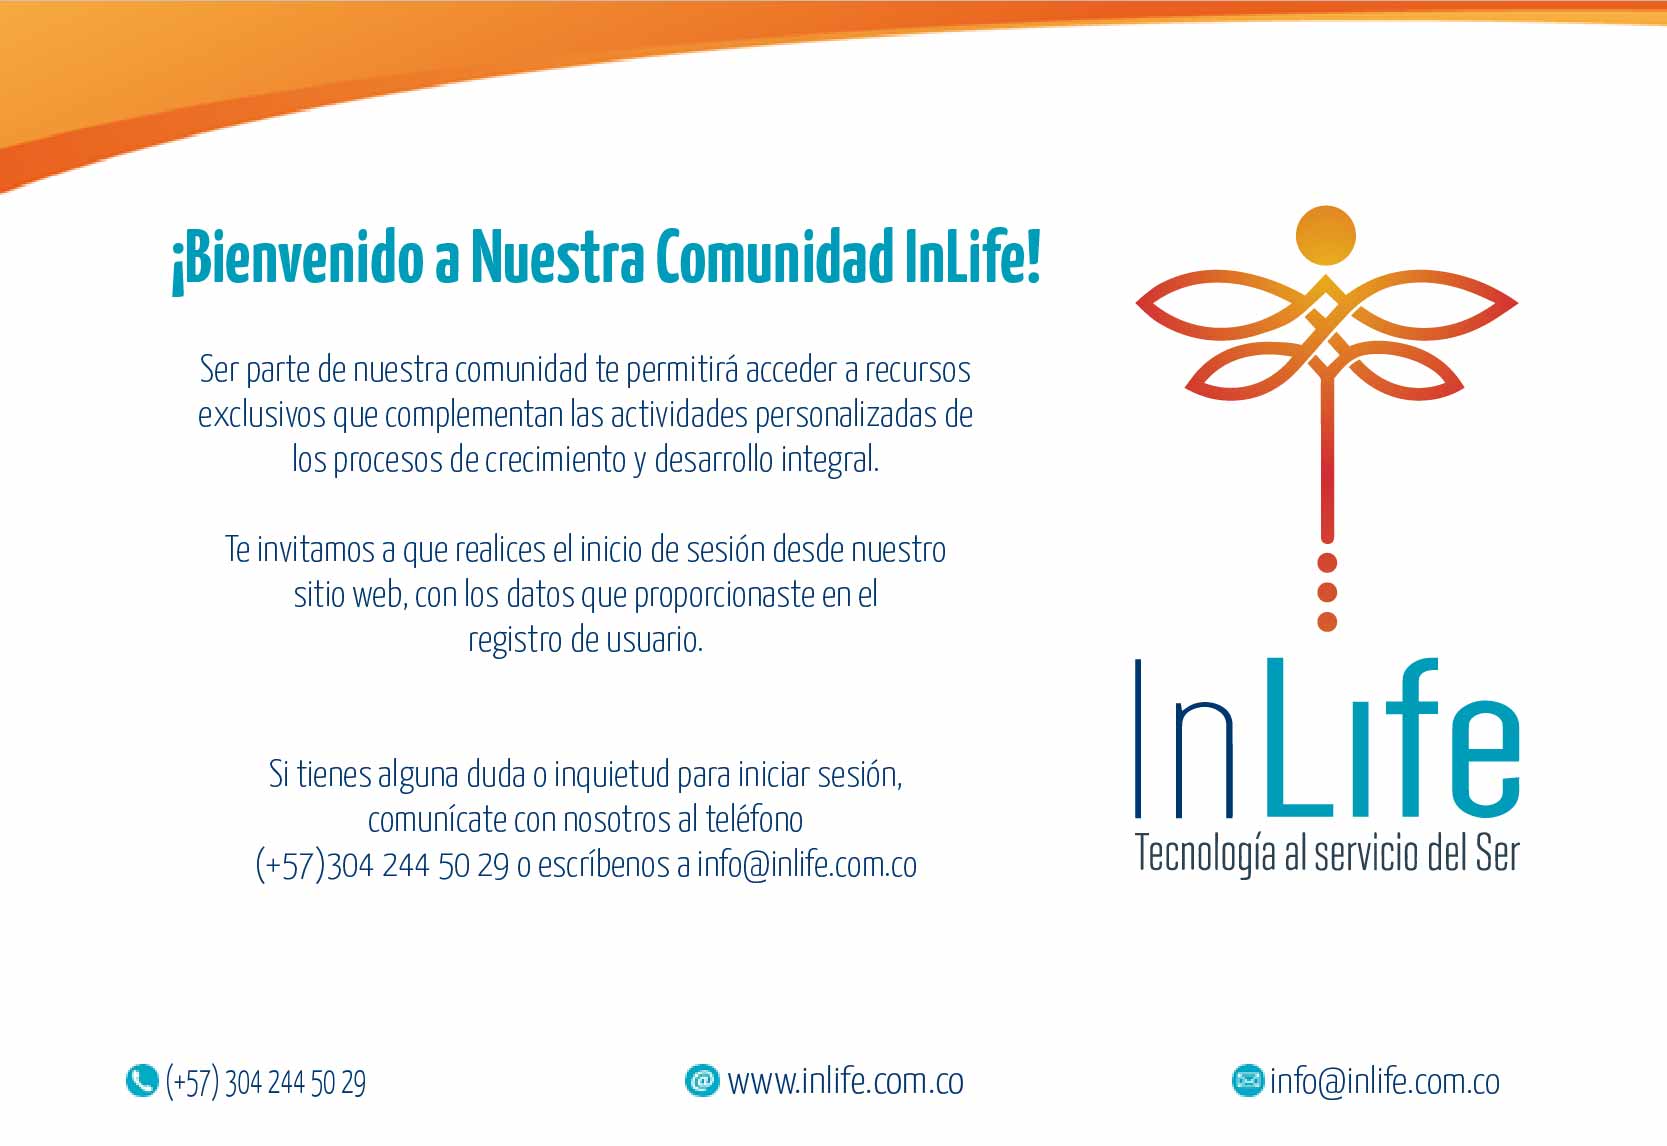 ¡Bienvenido a Nuestra Comunidad InLife!
Ser parte de nuestra comunidad te permitirá acceder a recursos
exclusivos que complementan las actividades personalizadas de
los procesos de crecimiento y desarrollo integral.
Te invitamos a que realices el inicio de sesión desde nuestro
sitio web, con los datos que proporcionaste en el
registro de usuario.
Si tienes alguna duda o inquietud para iniciar sesión,
comunícate con nosotros al teléfono
(+57)304 244 50 29 o escríbenos a info@inlife.com.co
InLife
Tecnología al servicio del Ser
(+57) 304 244 50 29
www.inlife.com.co
info@inlife.com.co